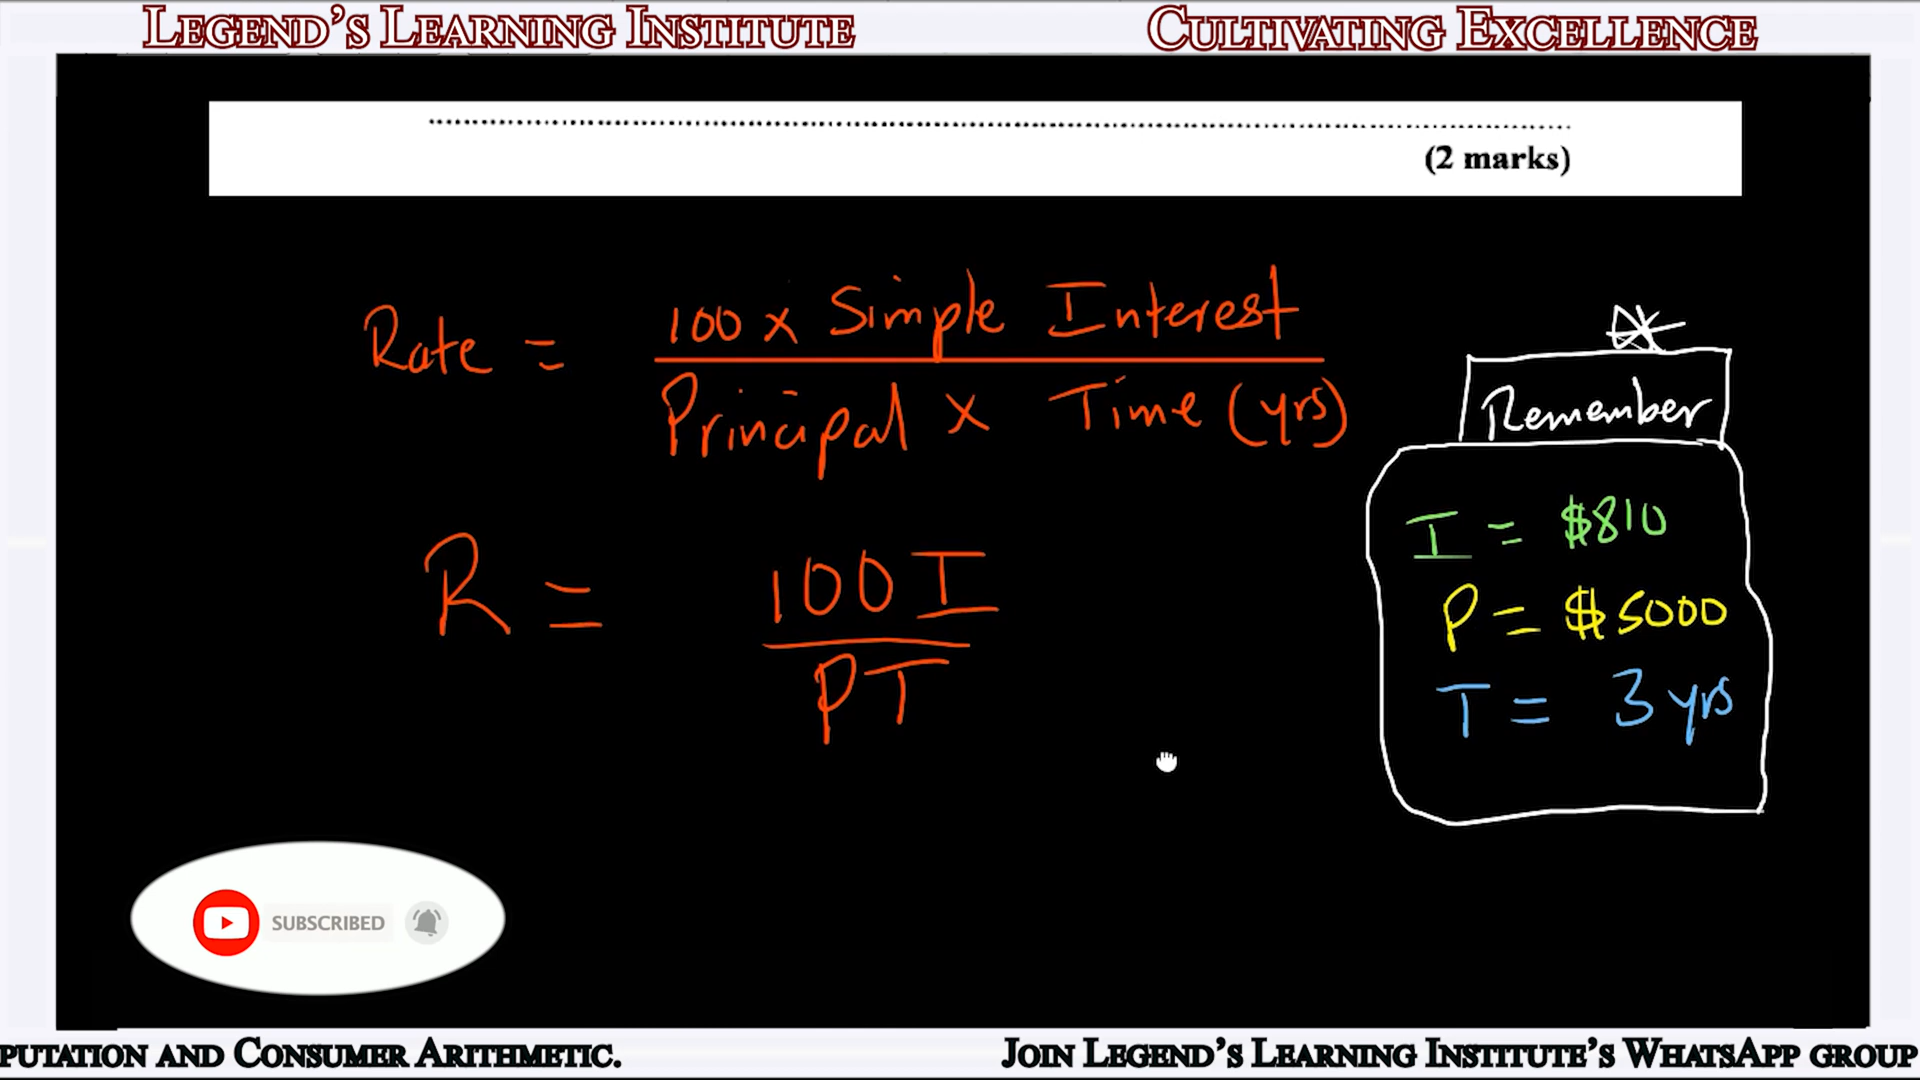 LEGEND'S LEARNING INSTITUTE CULTIVATING EXCELLENCE
(2 marks)
Rate = 100 x Simple Interest
Principal x Time (yrs)
R = 100 I
PT
Remember
I = $810
P = $5000
T = 3 yrs
SUBSCRIBED
PUTATION AND CONSUMER ARITHMETIC. JOIN LEGEND'S LEARNING INSTITUTE'S WHATSAPP GROUP